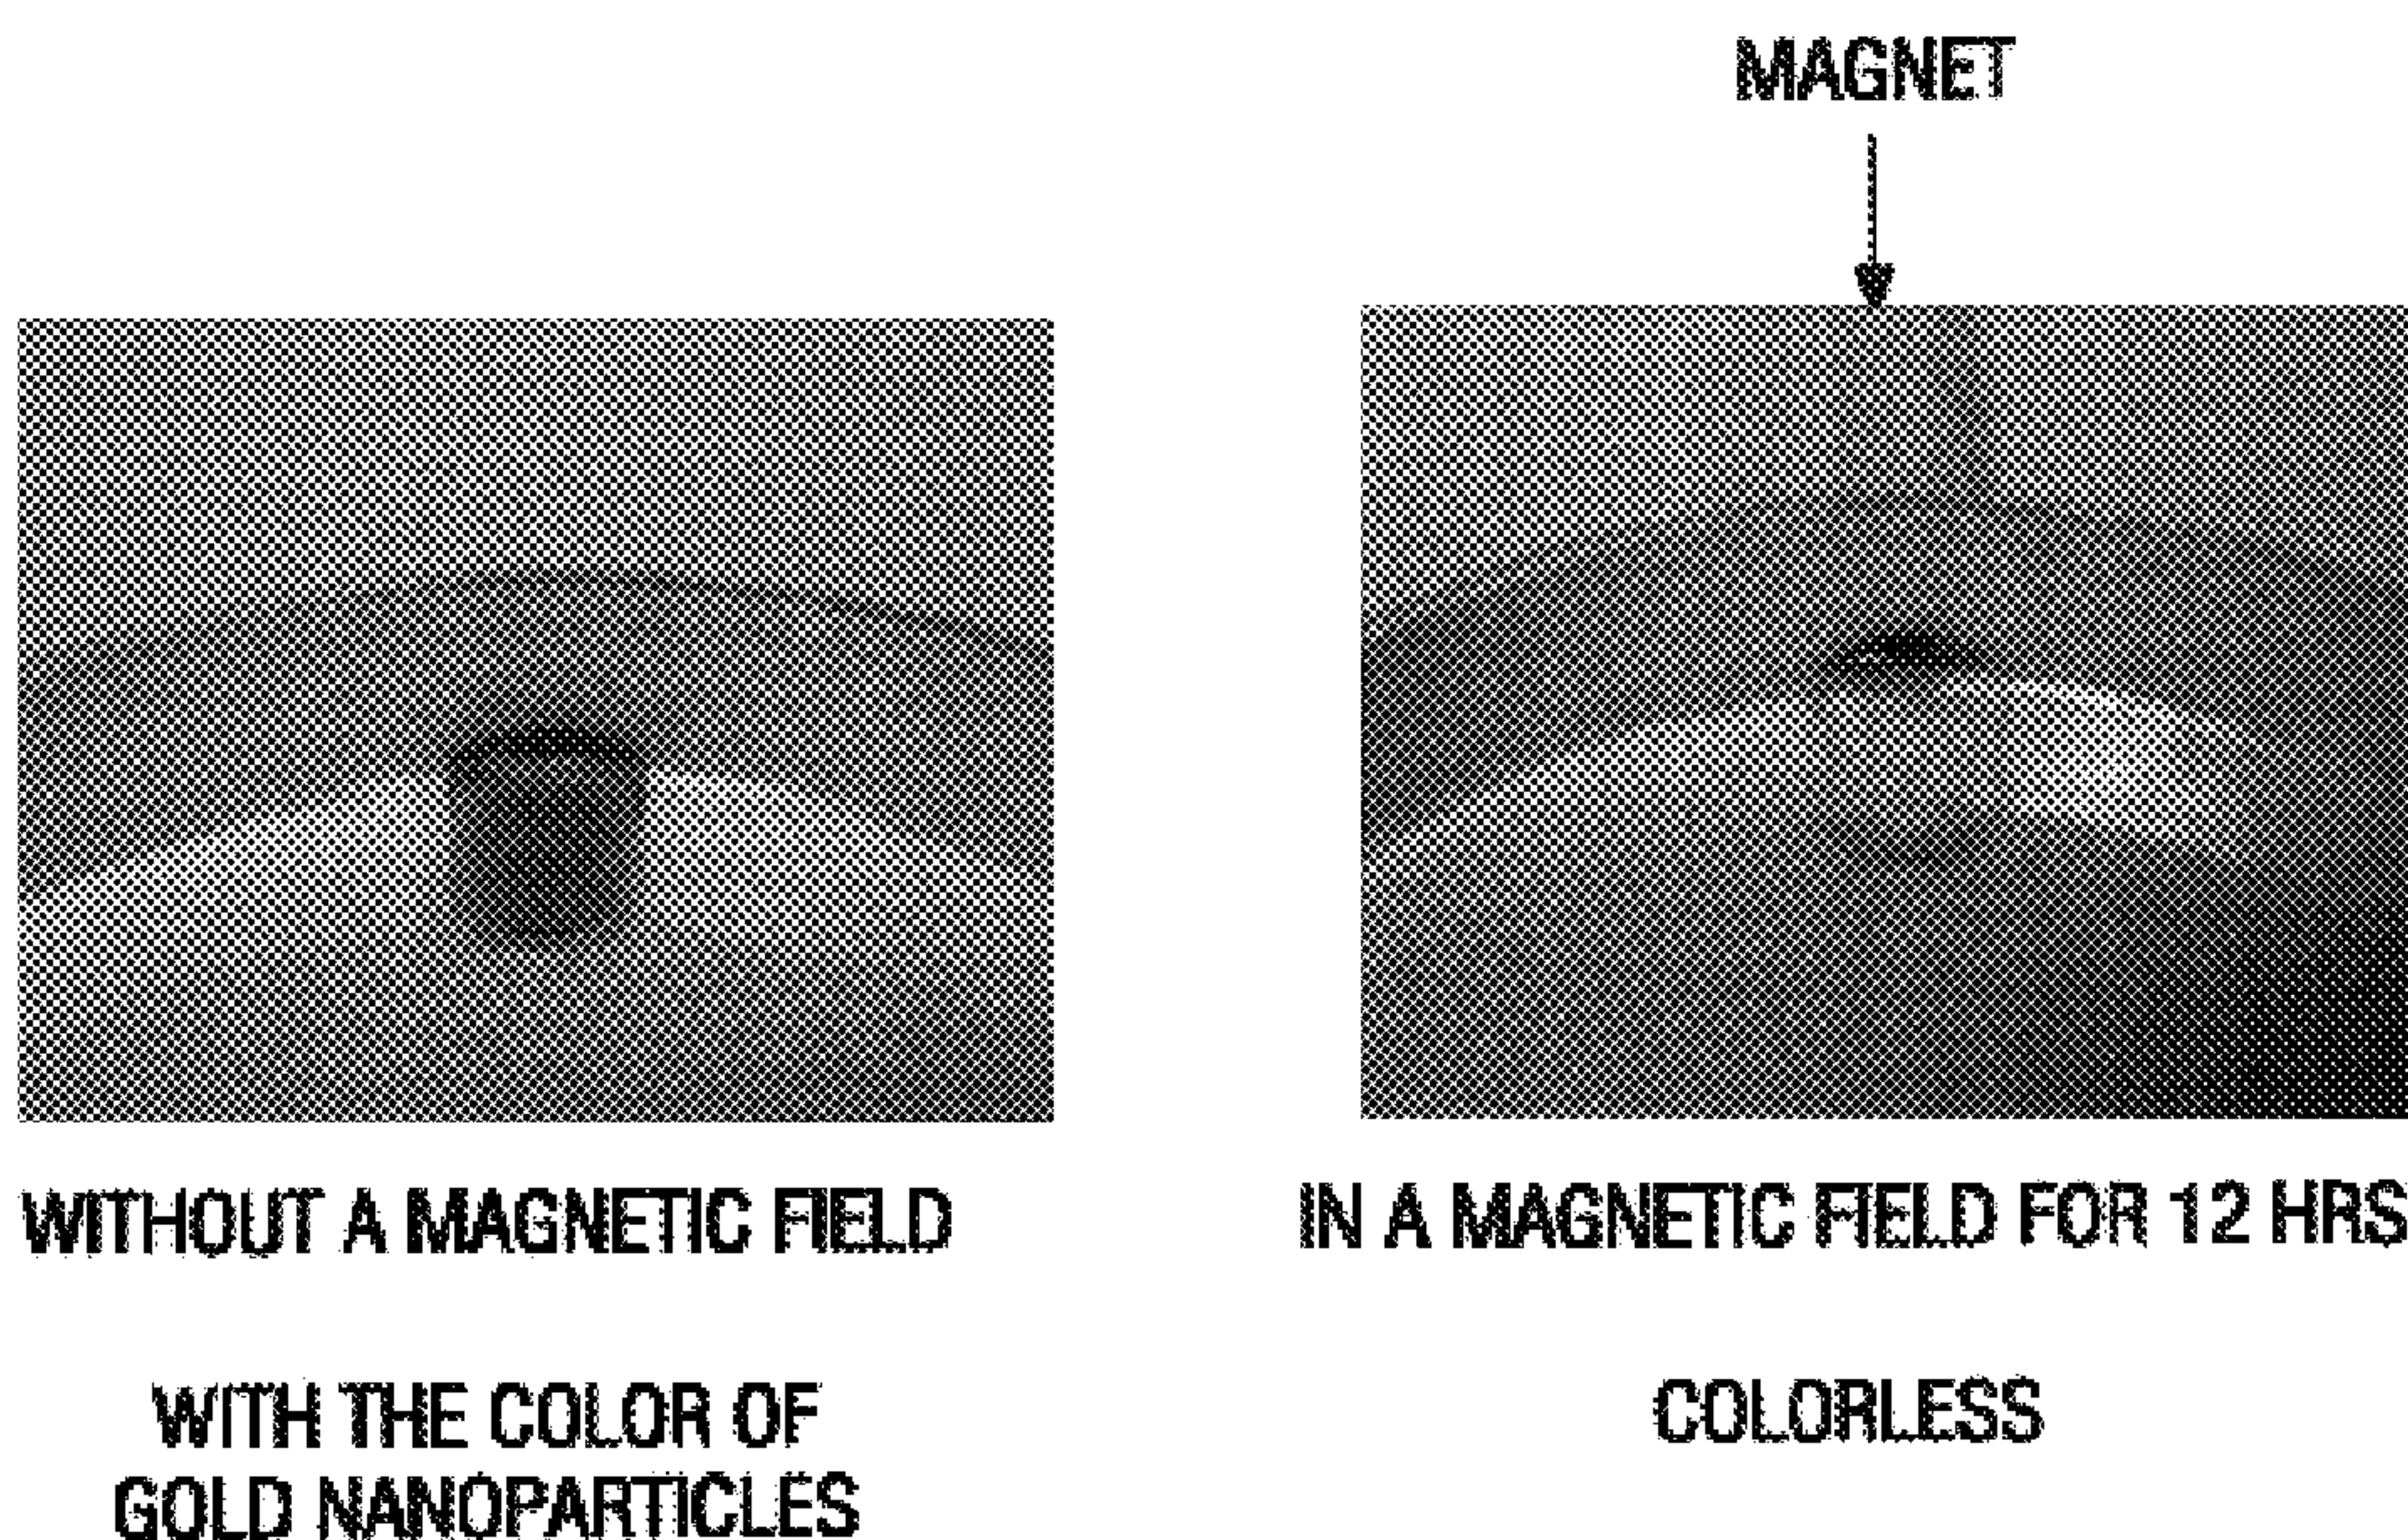 MAGNET
WITHOUT A MAGNETIC FIELD
IN A MAGNETIC FIELD FOR 12 HRS
WITH THE COLOR OF
GOLD NANOPARTICLES
COLORLESS